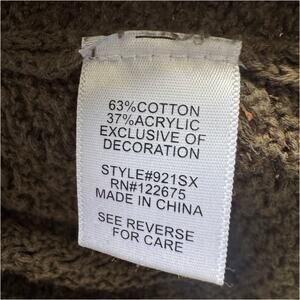 63%COTTON
37%ACRYLIC
EXCLUSIVE OF
DECORATION
STYLE#921SX
RN#122675
MADE IN CHINA
SEE REVERSE
FOR CARE